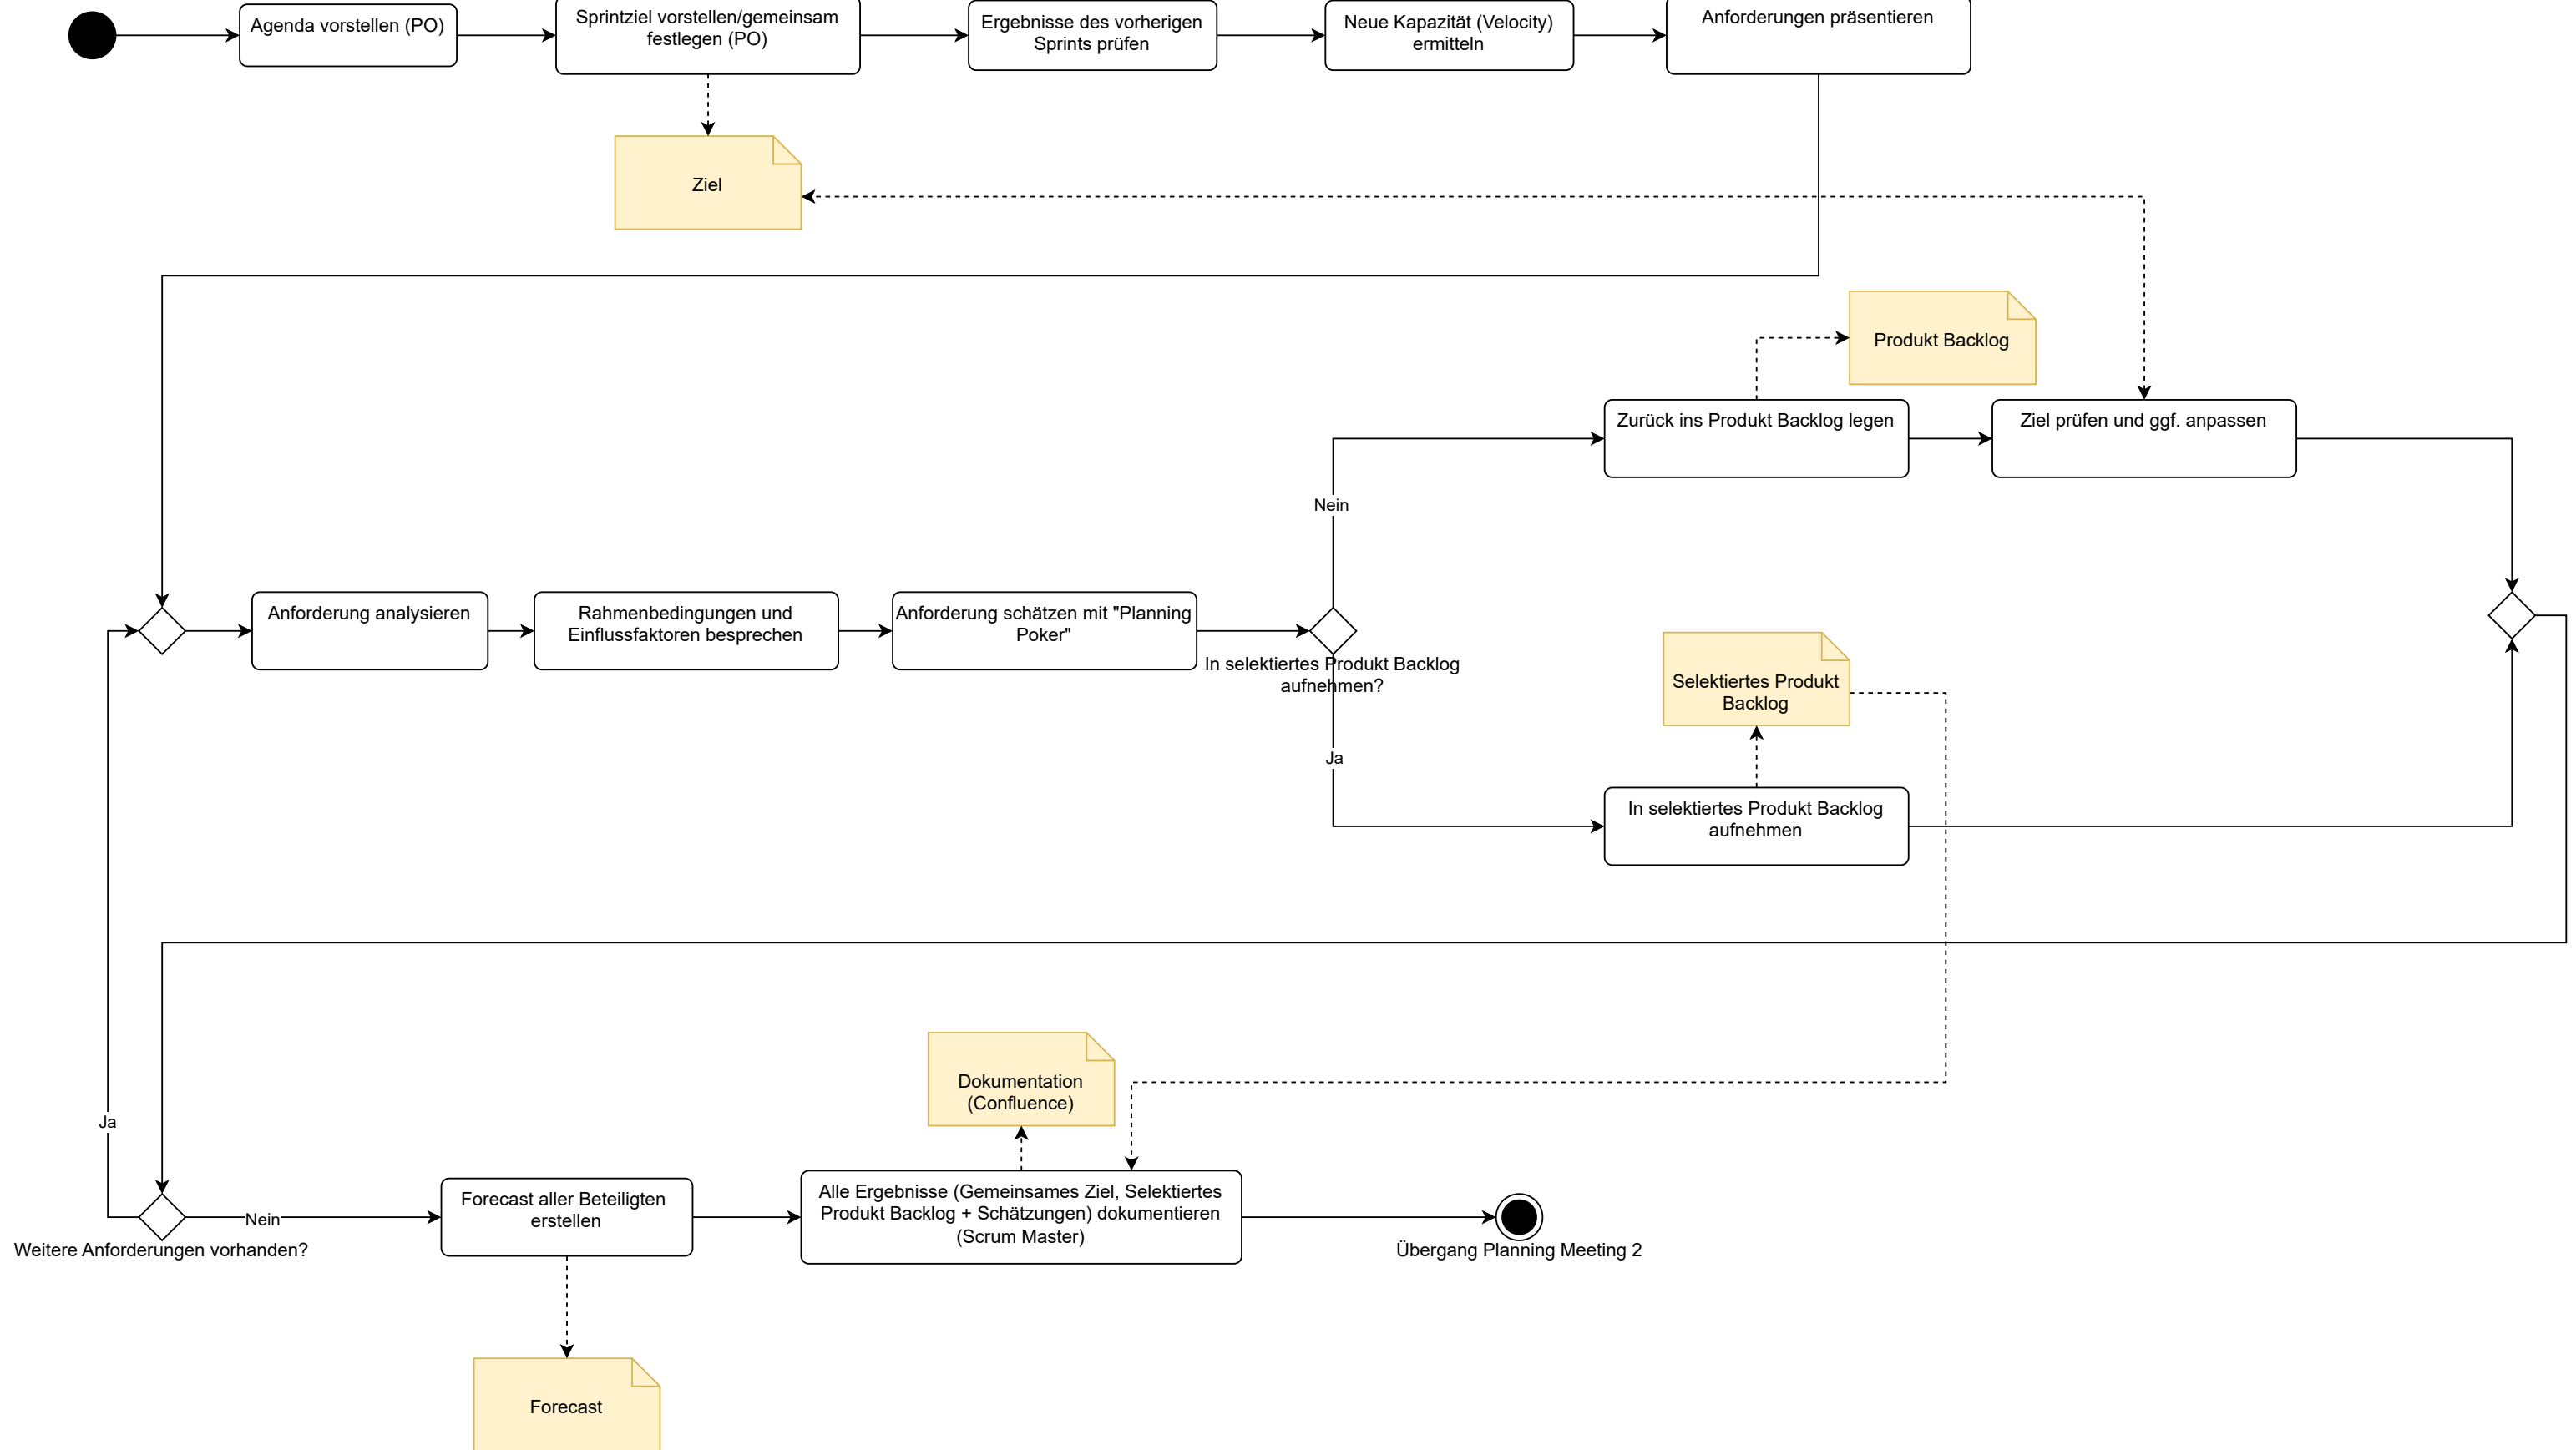 Agenda vorstellen (PO)
Sprintziel vorstellen/gemeinsam
festlegen (PO)
Ergebnisse des vorherigen
Sprints prüfen
Neue Kapazität (Velocity)
ermitteln
Anforderungen präsentieren
Ziel
Produkt Backlog
Zurück ins Produkt Backlog legen
Ziel prüfen und ggf. anpassen
Nein
Anforderung analysieren
Rahmenbedingungen und
Einflussfaktoren besprechen
Anforderung schätzen mit "Planning
Poker"
In selektiertes Produkt Backlog
aufnehmen?
Selektiertes Produkt
Backlog
Ja
In selektiertes Produkt Backlog
aufnehmen
Dokumentation
(Confluence)
Ja
Nein
Weitere Anforderungen vorhanden?
Forecast aller Beteiligten
erstellen
Alle Ergebnisse (Gemeinsames Ziel, Selektiertes
Produkt Backlog + Schätzungen) dokumentieren
(Scrum Master)
Übergang Planning Meeting 2
Forecast